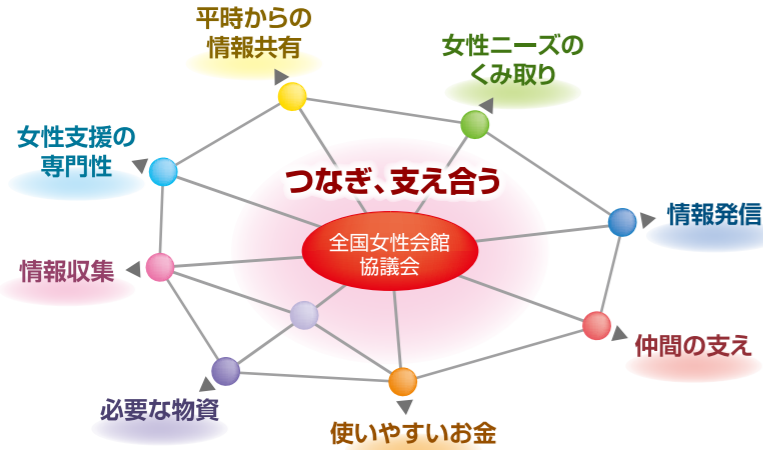 平時からの
情報共有
女性ニーズの
くみ取り
女性支援の
専門性
つなぎ、支え合う
情報発信
全国女性会館
協議会
情報収集
仲間の支え
必要な物資
使いやすいお金